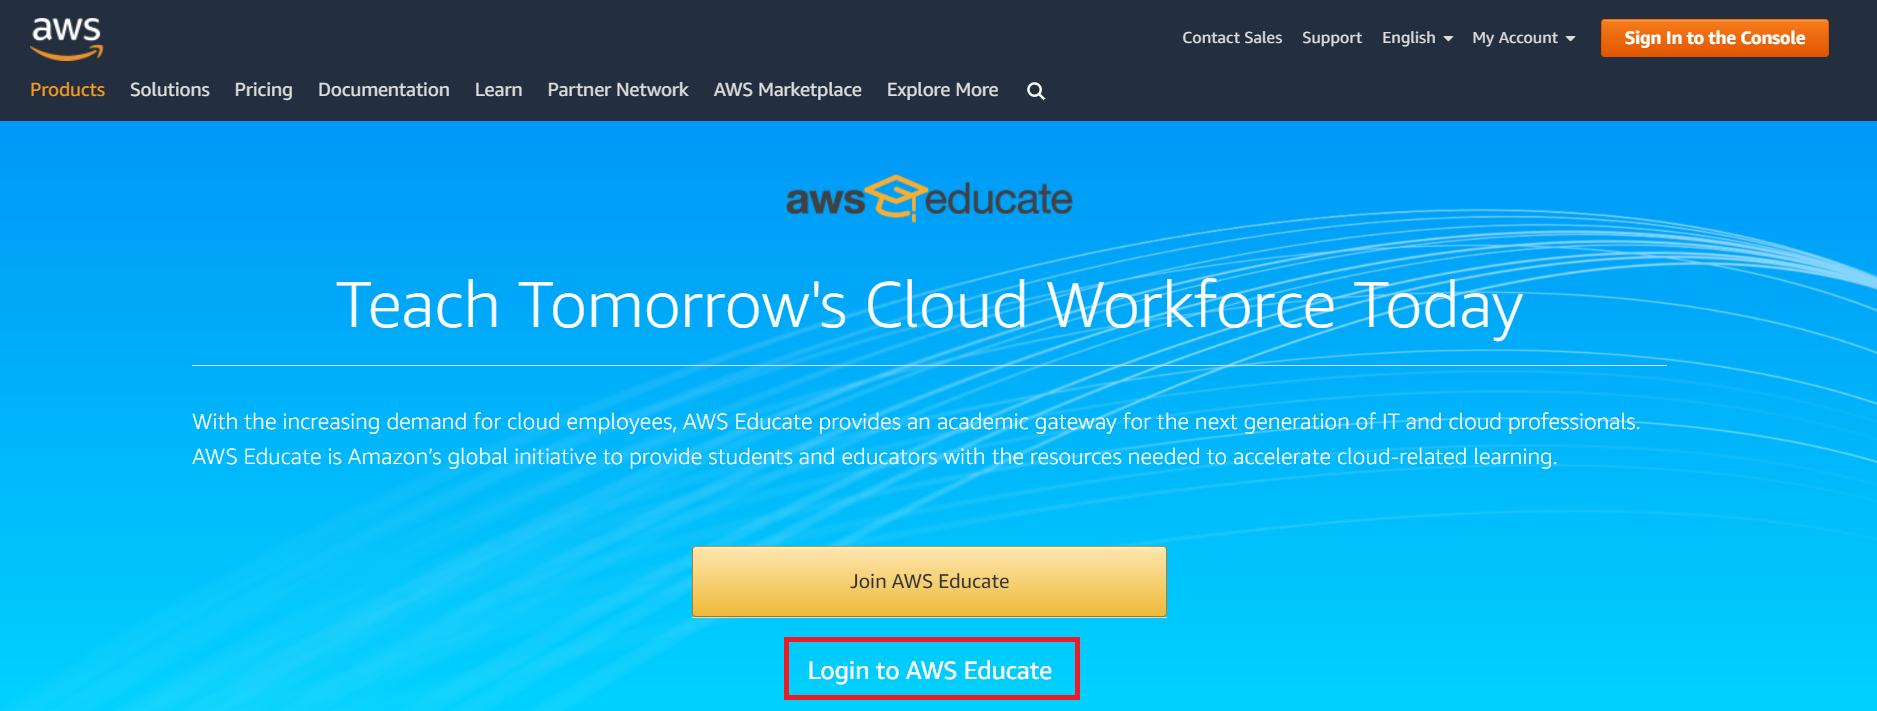 aws
Contact Sales Support English My Account Sign In to the Console
Products Solutions Pricing Documentation Learn Partner Network AWS Marketplace Explore More
aws educate
Teach Tomorrow's Cloud Workforce Today
With the increasing demand for cloud employees, AWS Educate provides an academic gateway for the next generation of IT and cloud professionals.
AWS Educate is Amazon’s global initiative to provide students and educators with the resources needed to accelerate cloud-related learning.
Join AWS Educate
Login to AWS Educate